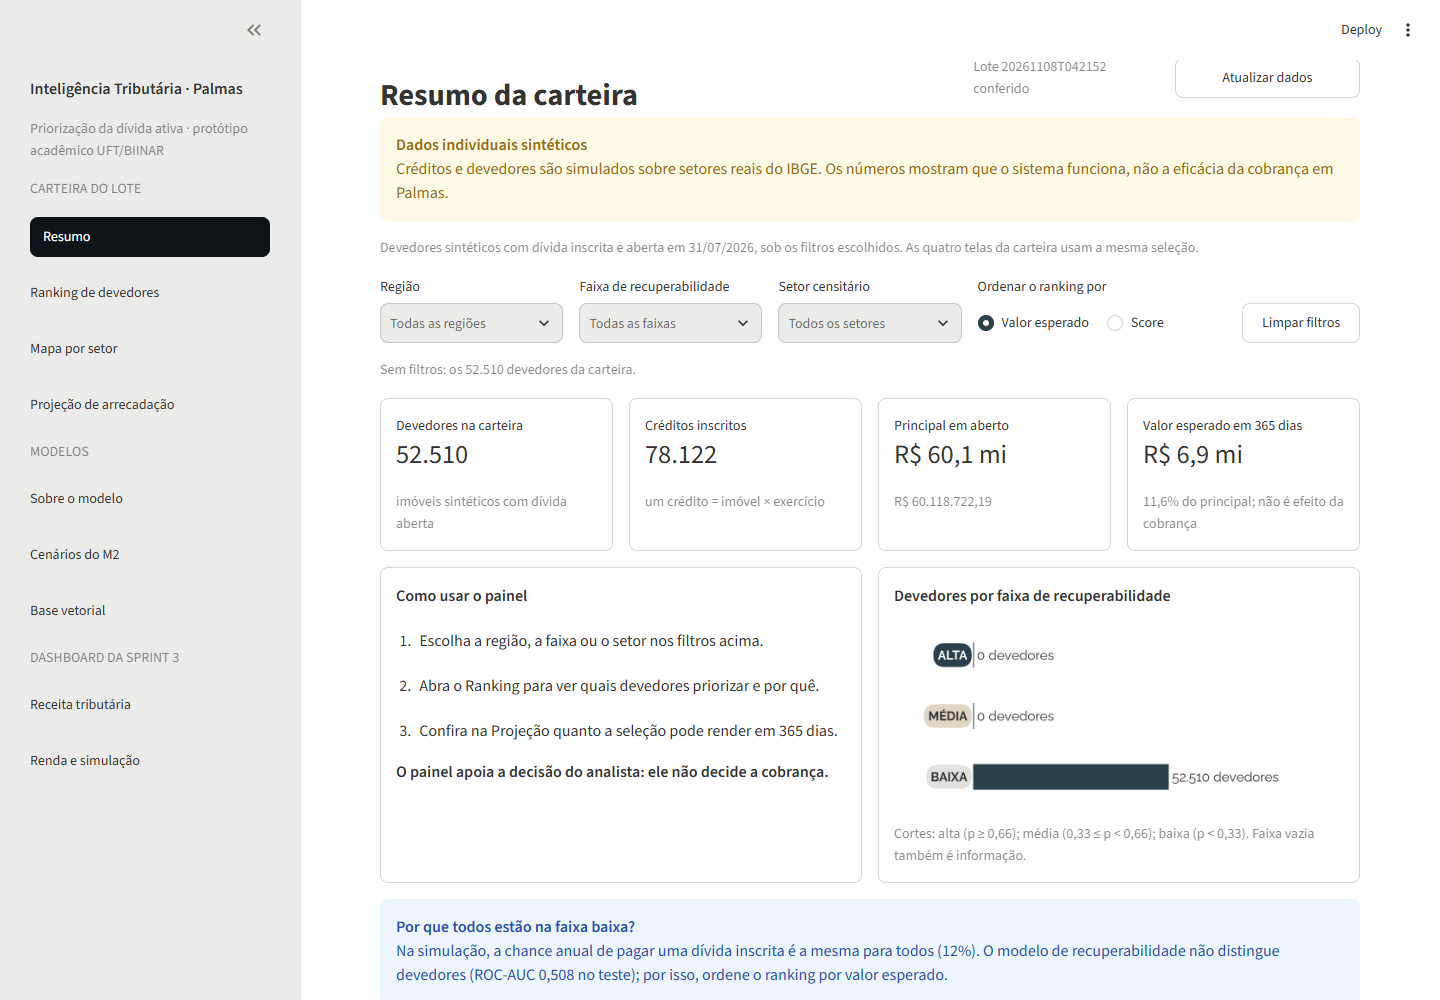 Deploy
Inteligência Tributária · Palmas
Priorização da dívida ativa · protótipo
acadêmico UFT/BIINAR
CARTEIRA DO LOTE
Resumo
Ranking de devedores
Mapa por setor
Projeção de arrecadação
MODELOS
Sobre o modelo
Cenários do M2
Base vetorial
DASHBOARD DA SPRINT 3
Receita tributária
Renda e simulação
Resumo da carteira
Lote 20261108T042152
conferido
Atualizar dados
Dados individuais sintéticos
Créditos e devedores são simulados sobre setores reais do IBGE. Os números mostram que o sistema funciona, não a eficácia da cobrança em
Palmas.
Devedores sintéticos com dívida inscrita e aberta em 31/07/2026, sob os filtros escolhidos. As quatro telas da carteira usam a mesma seleção.
Região
Todas as regiões
Faixa de recuperabilidade
Todas as faixas
Setor censitário
Todos os setores
Ordenar o ranking por
Valor esperado
Score
Limpar filtros
Sem filtros: os 52.510 devedores da carteira.
Devedores na carteira
52.510
imóveis sintéticos com dívida
aberta
Créditos inscritos
78.122
um crédito = imóvel × exercício
Principal em aberto
R$ 60,1 mi
R$ 60.118.722,19
Valor esperado em 365 dias
R$ 6,9 mi
11,6% do principal; não é efeito da
cobrança
Como usar o painel
1. Escolha a região, a faixa ou o setor nos filtros acima.
2. Abra o Ranking para ver quais devedores priorizar e por quê.
3. Confira na Projeção quanto a seleção pode render em 365 dias.
O painel apoia a decisão do analista: ele não decide a cobrança.
Devedores por faixa de recuperabilidade
ALTA 0 devedores
MÉDIA 0 devedores
BAIXA 52.510 devedores
Cortes: alta (p ≥ 0,66); média (0,33 ≤ p < 0,66); baixa (p < 0,33). Faixa vazia
também é informação.
Por que todos estão na faixa baixa?
Na simulação, a chance anual de pagar uma dívida inscrita é a mesma para todos (12%). O modelo de recuperabilidade não distingue
devedores (ROC-AUC 0,508 no teste); por isso, ordene o ranking por valor esperado.